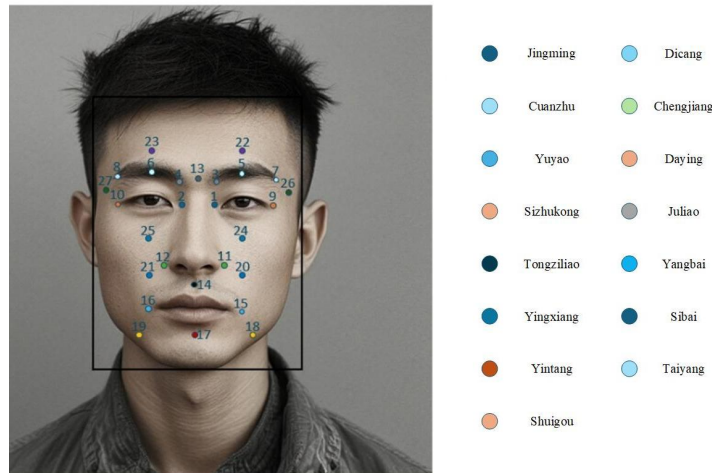 23
22
8
6
4
13
3
5
7
27
10
2
1
9
26
25
24
12
11
21
20
14
16
15
19
17
18
Jingming
Dicang
Cuanzhu
Chengjiang
Yuyao
Daying
Sizhukong
Juliao
Tongziliao
Yangbai
Yingxiang
Sibai
Yintang
Taiyang
Shuigou